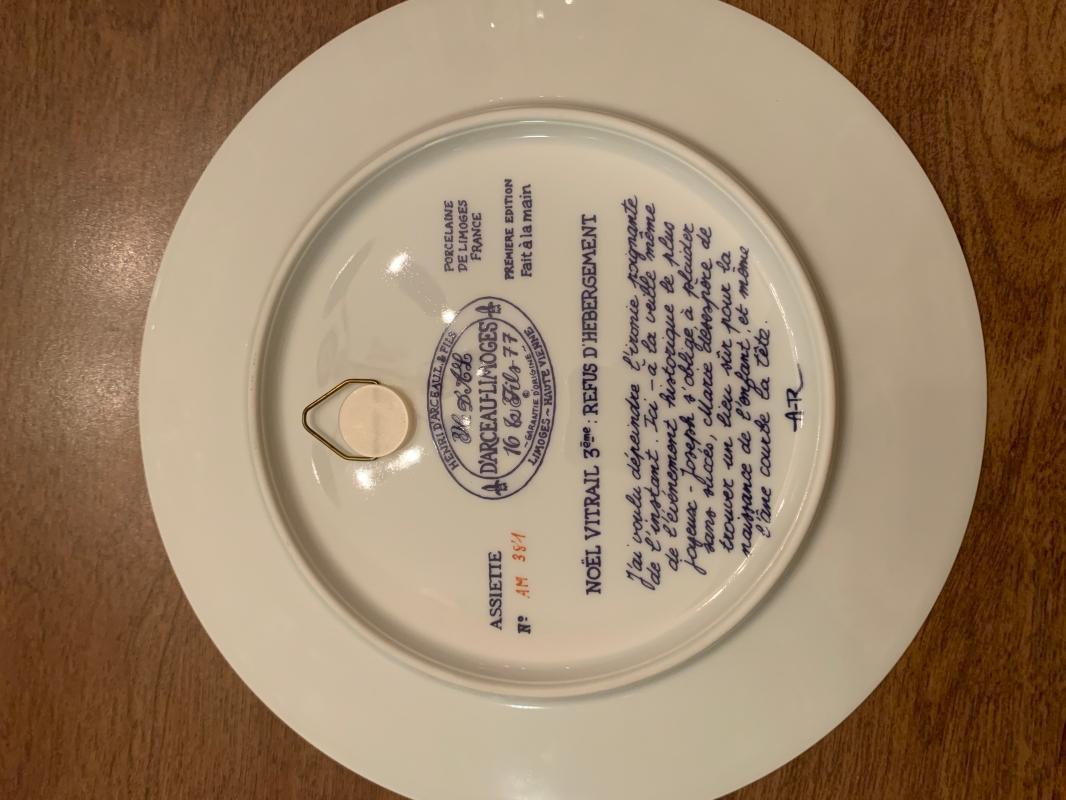 PORCELAINE
DE LIMOGES
FRANCE
HENRI D'ARCEAU L. & FILS
D'ARCEAU-LIMOGES
16 & Fils-77
©
~GARANTIE D'ORIGINE~
LIMOGES ~ HAUTE VIENNE
ASSIETTE
Nº AM 381
PREMIERE EDITION
Fait à la main
NOËL VITRAIL 3ème: REFUS D'HEBERGEMENT
J'ai voulu dépeindre l'ironie poignante
de l'instant. Ici - à la veille même
de l'évènement historique le plus
joyeux - Joseph s'oblige à plaider
sans succès, Marie désespère de
trouver un lieu sûr pour la
naissance de l'enfant, et même
l'âne courbe la tête.
A-R